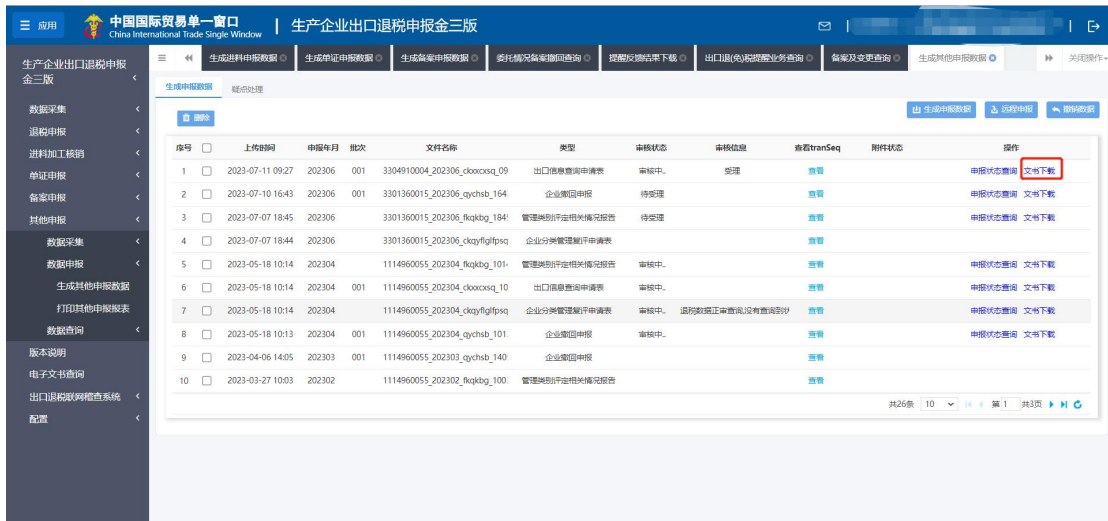 应用 中国国际贸易单一窗口 生产企业出口退税申报金三版
China International Trade Single Window
生产企业出口退税申报金三版
数据采集
退税申报
进料加工核销
单证申报
备案申报
其他申报
数据采集
数据申报
生成其他申报数据
打印其他申报报表
数据查询
版本说明
电子文书查询
出口退税联网稽查系统
配置
生成进料申报数据 生成单证申报数据 生成备案申报数据 委托情况备案撤回查询 提醒反馈结果下载 出口退(免)税提醒业务查询 备案及变更查询 生成其他申报数据 关闭操作
生成申报数据 疑点处理
删除 生成申报数据 远程申报 撤销数据
序号 上传时间 申报年月 批次 文件名称 类型 审核状态 审核信息 查看tranSeq 附件状态 操作
1 2023-07-11 09:27 202306 001 3304910004_202306_ckxxcxsq_09 出口信息查询申请表 审核中.. 受理 查看 申报状态查询 文书下载
2 2023-07-10 16:43 202306 001 3301360015_202306_qychsb_164 企业撤回申报 待受理 查看 申报状态查询 文书下载
3 2023-07-07 18:45 202306 3301360015_202306_fkqkbg_184 管理类别评定相关情况报告 待受理 查看 申报状态查询 文书下载
4 2023-07-07 18:44 202306 3301360015_202306_ckqyflglfpsq 企业分类管理复评申请表 查看
5 2023-05-18 10:14 202304 1114960055_202304_fkqkbg_101 管理类别评定相关情况报告 审核中.. 查看 申报状态查询 文书下载
6 2023-05-18 10:14 202304 001 1114960055_202304_ckxxcxsq_10 出口信息查询申请表 审核中.. 查看 申报状态查询 文书下载
7 2023-05-18 10:14 202304 1114960055_202304_ckqyflglfpsq 企业分类管理复评申请表 审核中.. 退税数据正审查阅,没有查询到 查看 申报状态查询 文书下载
8 2023-05-18 10:13 202304 001 1114960055_202304_qychsb_101 企业撤回申报 审核中.. 查看 申报状态查询 文书下载
9 2023-04-06 14:05 202303 001 1114960055_202303_qychsb_140 企业撤回申报 查看
10 2023-03-27 10:03 202302 1114960055_202302_fkqkbg_100 管理类别评定相关情况报告 查看
共26条 10 第 1 共3页